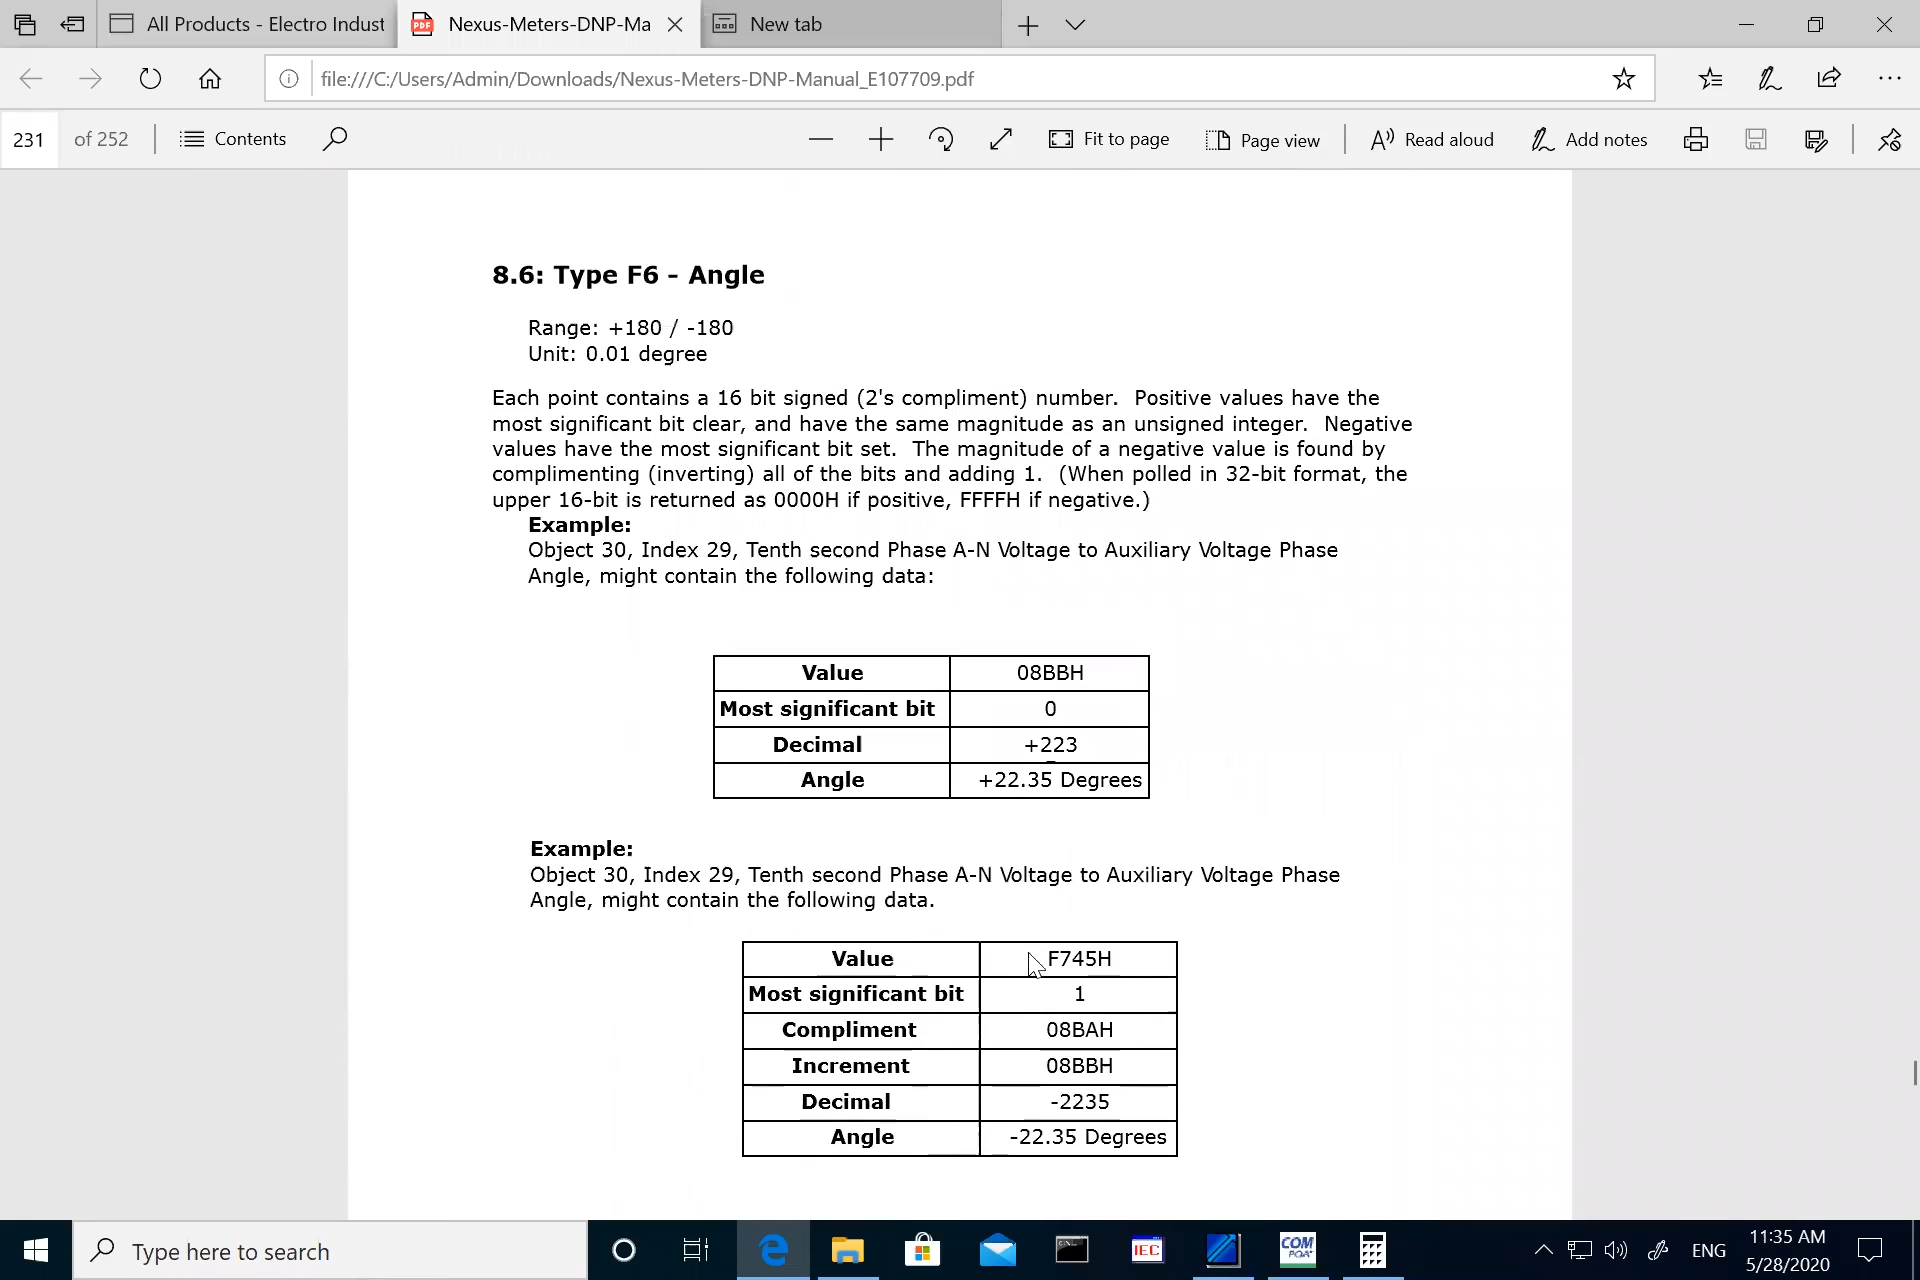 All Products - Electro Indust
Nexus-Meters-DNP-Ma
New tab
file:///C:/Users/Admin/Downloads/Nexus-Meters-DNP-Manual_E107709.pdf
231 of 252
Contents
Fit to page
Page view
Read aloud
Add notes
8.6: Type F6 - Angle
Range: +180 / -180
Unit: 0.01 degree
Each point contains a 16 bit signed (2's compliment) number. Positive values have the
most significant bit clear, and have the same magnitude as an unsigned integer. Negative
values have the most significant bit set. The magnitude of a negative value is found by
complimenting (inverting) all of the bits and adding 1. (When polled in 32-bit format, the
upper 16-bit is returned as 0000H if positive, FFFFH if negative.)
Example:
Object 30, Index 29, Tenth second Phase A-N Voltage to Auxiliary Voltage Phase
Angle, might contain the following data:
Value 08BBH
Most significant bit 0
Decimal +223
Angle +22.35 Degrees
Example:
Object 30, Index 29, Tenth second Phase A-N Voltage to Auxiliary Voltage Phase
Angle, might contain the following data.
Value F745H
Most significant bit 1
Compliment 08BAH
Increment 08BBH
Decimal -2235
Angle -22.35 Degrees
Type here to search
IEC
COM
PQA
ENG
11:35 AM
5/28/2020